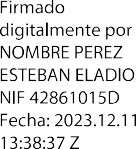 Firmado
digitalmente por
NOMBRE PEREZ
ESTEBAN ELADIO
NIF 42861015D
Fecha: 2023.12.11
13:38:37 Z